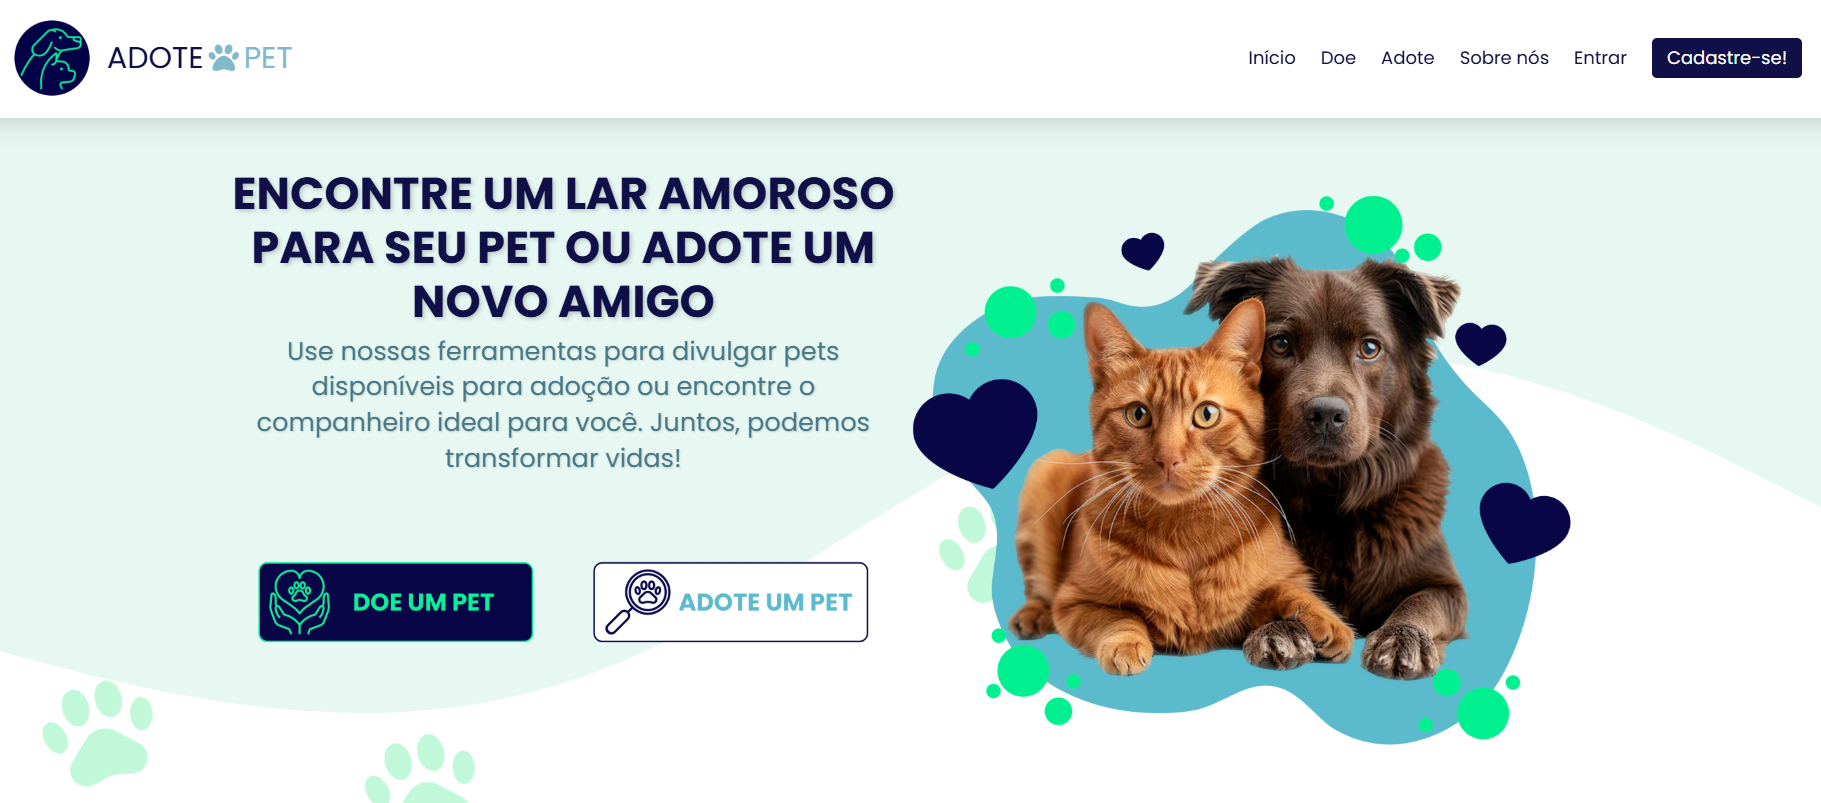 ADOTE PET
Início Doe Adote Sobre nós Entrar Cadastre-se!
ENCONTRE UM LAR AMOROSO
PARA SEU PET OU ADOTE UM
NOVO AMIGO
Use nossas ferramentas para divulgar pets
disponíveis para adoção ou encontre o
companheiro ideal para você. Juntos, podemos
transformar vidas!
DOE UM PET
ADOTE UM PET